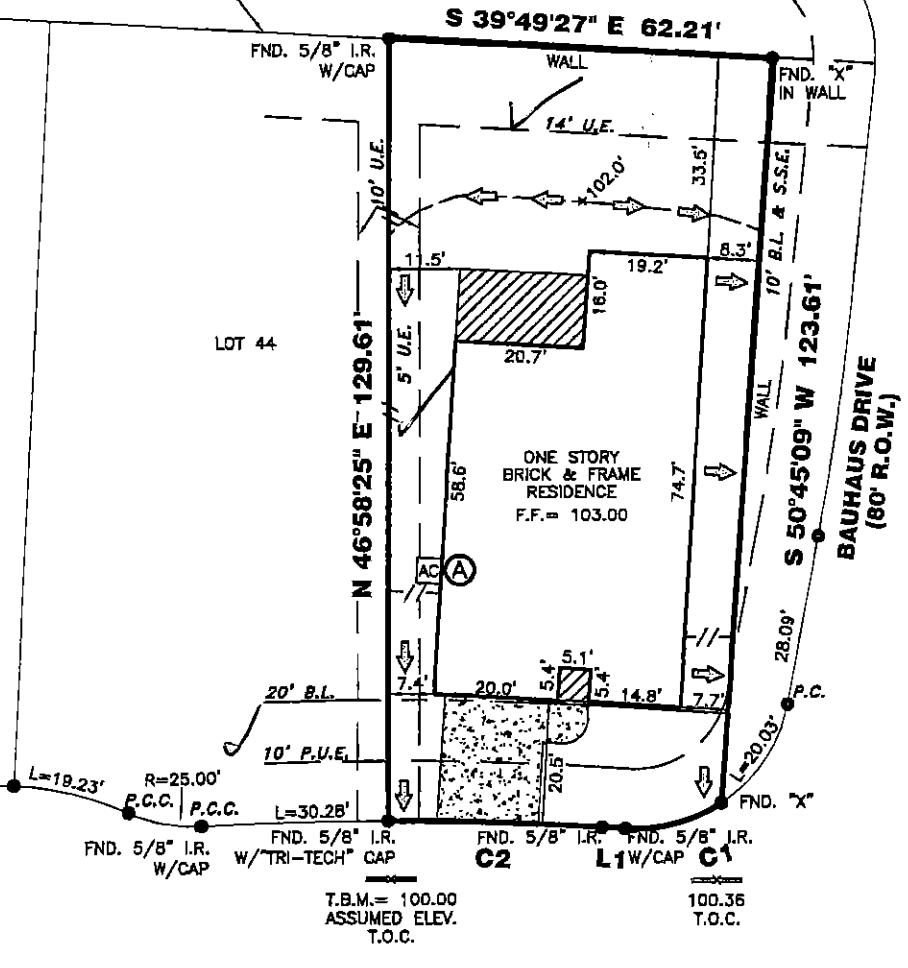 S 39°49'27" E 62.21'
FND. 5/8" I.R.
W/CAP
WALL
FND. "X"
IN WALL
14' U.E.
10' U.E.
33.5'
10' B.L. & S.S.E.
102.0'
11.5'
19.2'
8.3'
16.0'
20.7'
LOT 44
N 46°58'25" E 129.61'
5' U.E.
58.6'
ONE STORY
BRICK & FRAME
RESIDENCE
F.F.= 103.00
74.7'
WALL
S 50°45'09" W 123.61'
BAUHAUS DRIVE
(80' R.O.W.)
AC
A
28.09'
P.C.
L=20.03'
5.1'
5.4'
5.4'
7.4'
20.0'
14.8'
7.7'
20' B.L.
10' P.U.E.
20.5'
L=19.23'
R=25.00'
P.C.C.
P.C.C.
L=30.28'
FND. "X"
FND. 5/8" I.R.
W/CAP
FND. 5/8" I.R.
W/"TRI-TECH" CAP
C2
FND. 5/8" I.R.
L1
FND. 5/8" I.R.
W/CAP
C1
T.B.M.= 100.00
ASSUMED ELEV.
T.O.C.
100.36
T.O.C.